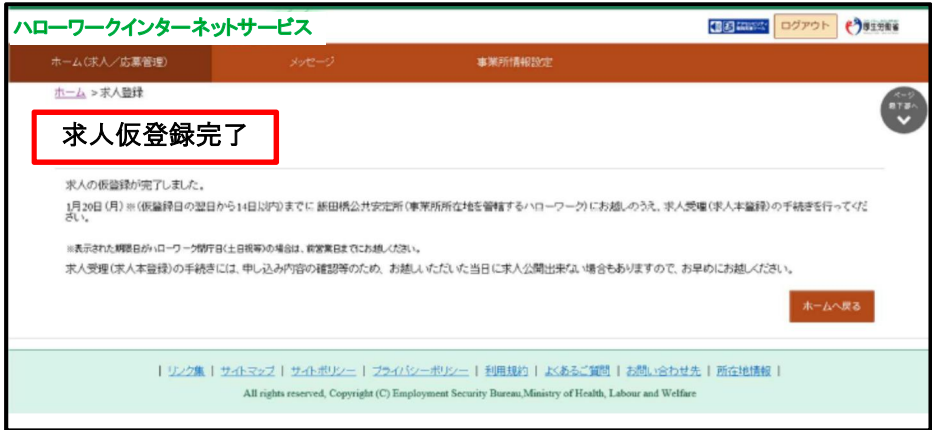 ハローワークインターネットサービス
ログアウト
厚生労働省
ホーム(求人/応募管理)
メッセージ
事業所情報設定
ホーム > 求人登録
ページ
最下部へ
求人仮登録完了
求人の仮登録が完了しました。
1月20日(月)※(仮登録日の翌日から14日以内)までに 飯田橋公共安定所(事業所所在地を管轄するハローワーク)にお越しのうえ、求人受理(求人本登録)の手続きを行ってくだ
さい。
※表示された期限日がハローワーク閉庁日(土日祝等)の場合は、前営業日までにお越しください。
求人受理(求人本登録)の手続きには、申し込み内容の確認等のため、お越しいただいた当日に求人公開出来ない場合もありますので、お早めにお越しください。
ホームへ戻る
| リンク集 | サイトマップ | サイトポリシー | プライバシーポリシー | 利用規約 | よくあるご質問 | お問い合わせ先 | 所在地情報 |
All rights reserved, Copyright (C) Employment Security Bureau,Ministry of Health, Labour and Welfare